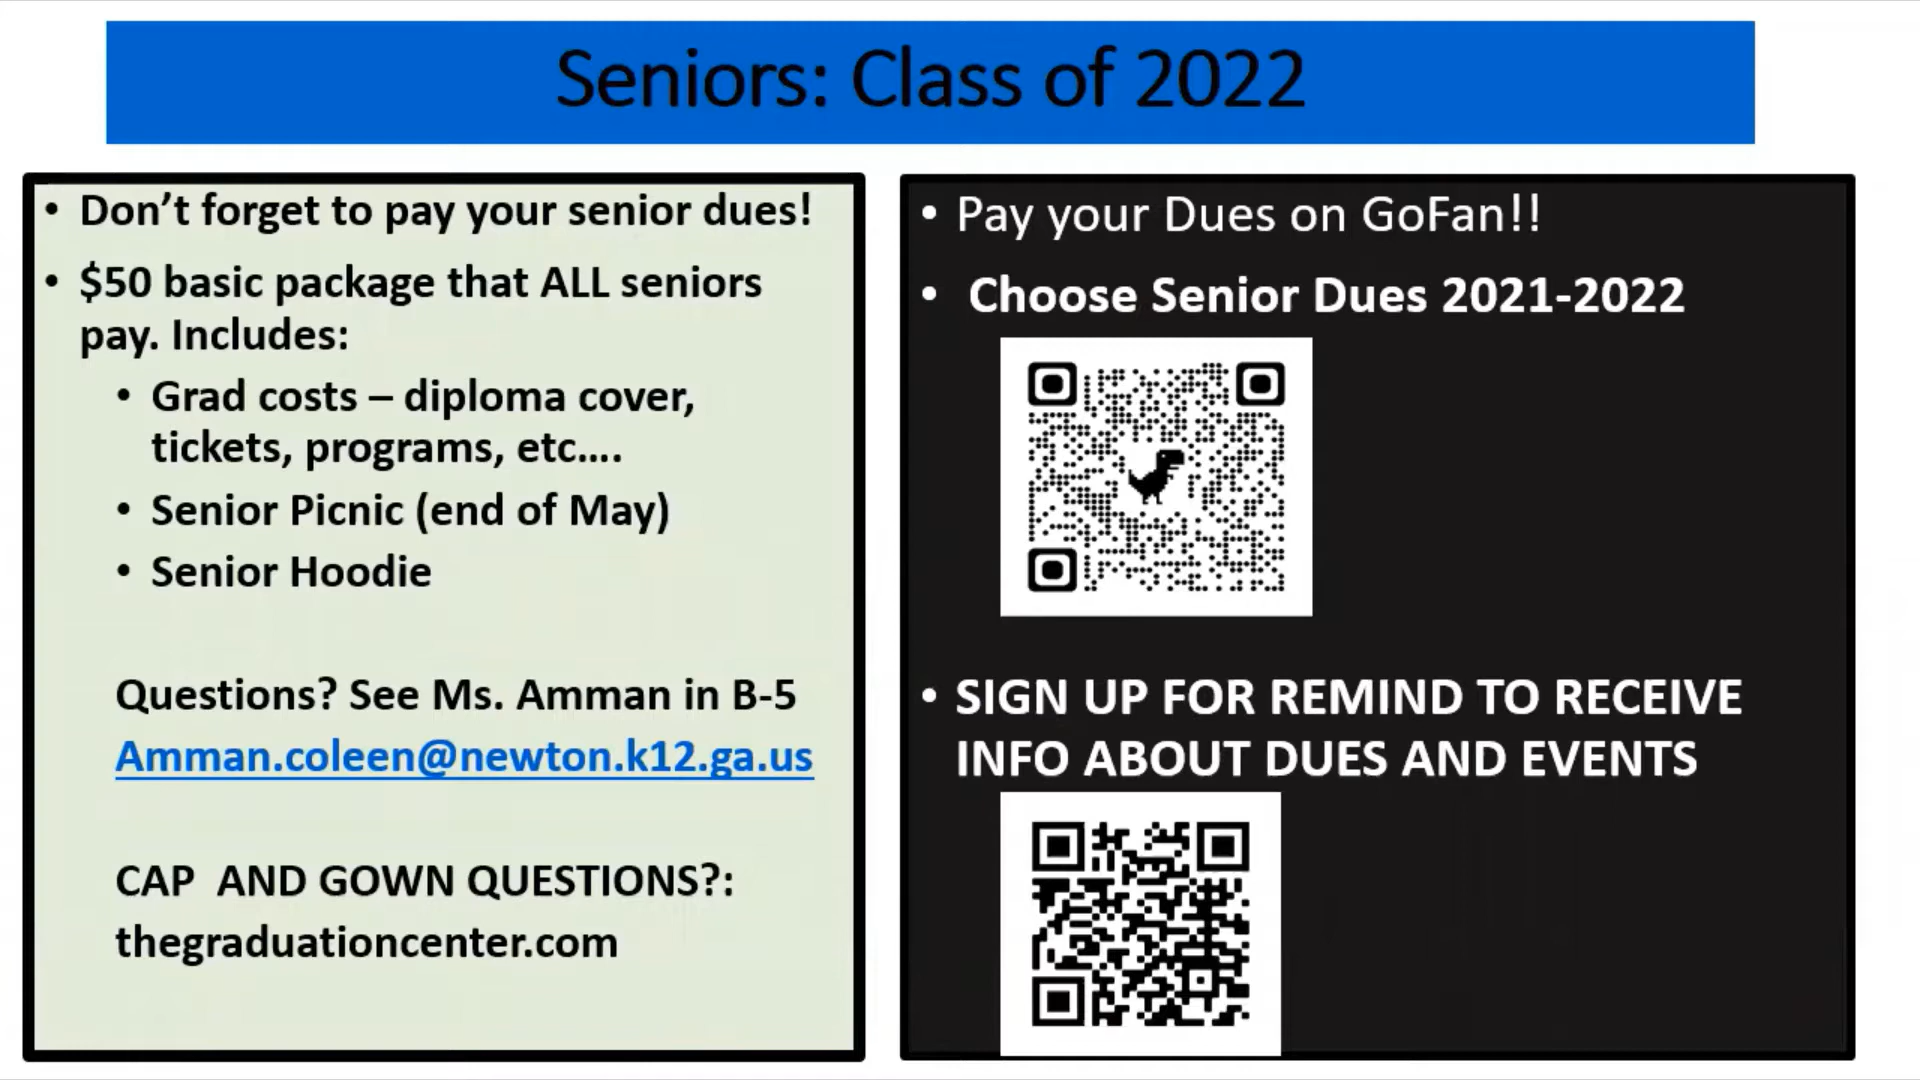 Seniors: Class of 2022
• Don't forget to pay your senior dues!
• $50 basic package that ALL seniors
pay. Includes:
• Grad costs – diploma cover,
tickets, programs, etc....
• Senior Picnic (end of May)
• Senior Hoodie
Questions? See Ms. Amman in B-5
Amman.coleen@newton.k12.ga.us
CAP  AND GOWN QUESTIONS?:
thegraduationcenter.com
• Pay your Dues on GoFan!!
• Choose Senior Dues 2021-2022
• SIGN UP FOR REMIND TO RECEIVE
INFO ABOUT DUES AND EVENTS